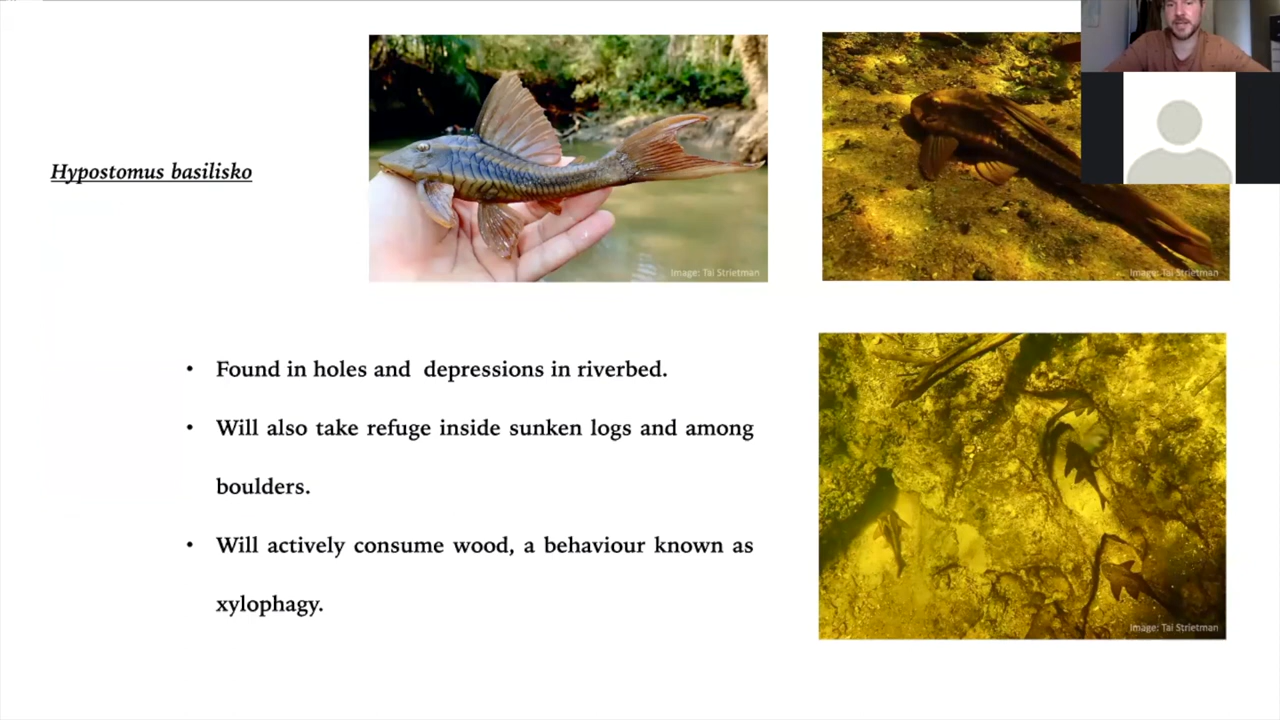 Hypostomus basilisko
Image: Tai Strietman
Image: Tai Strietman
• Found in holes and  depressions in riverbed.
• Will also take refuge inside sunken logs and among
boulders.
• Will actively consume wood, a behaviour known as
xylophagy.
Image: Tai Strietman